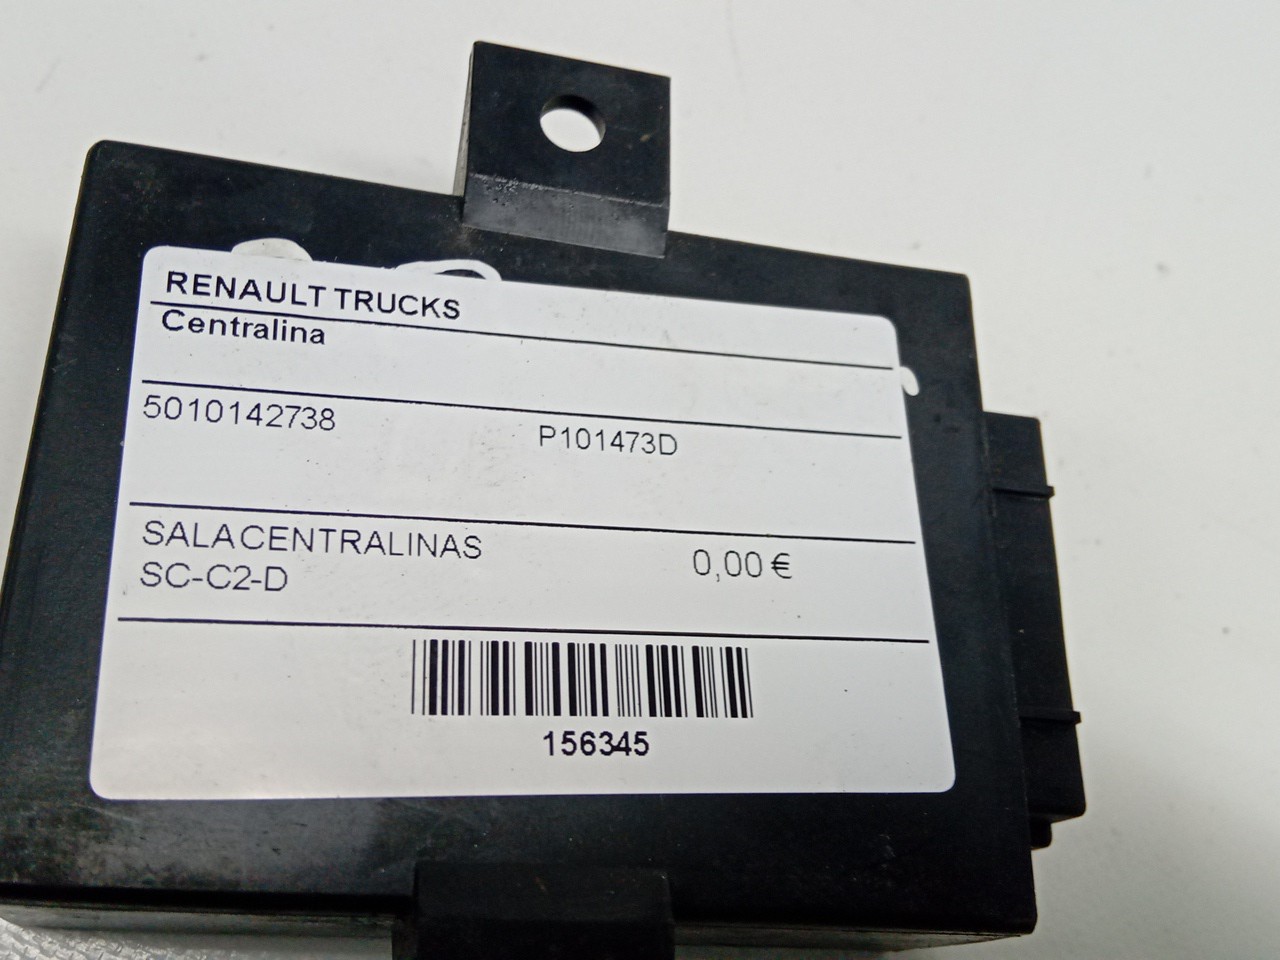 RENAULT TRUCKS
Centralina
5010142738 P101473D
SALACENTRALINAS 0,00 €
SC-C2-D
156345